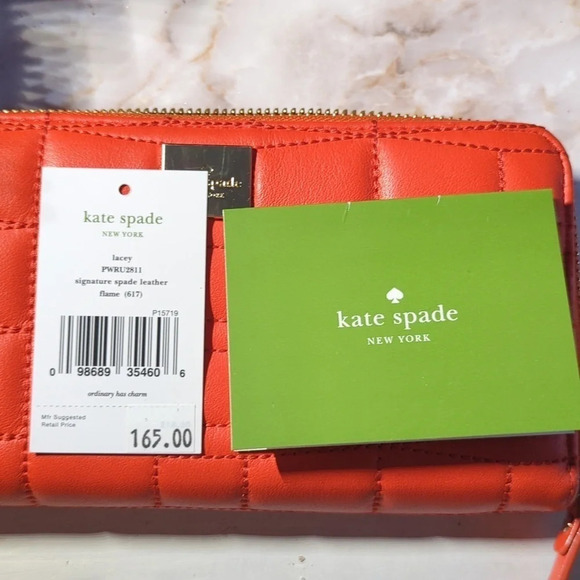 kate spade
NEW YORK
lacey
PWRU2811
signature spade leather
flame (617)
P15719
0 98689 35460 6
ordinary has charm
Mfr Suggested
Retail Price
165.00
spade
kate spade
NEW YORK